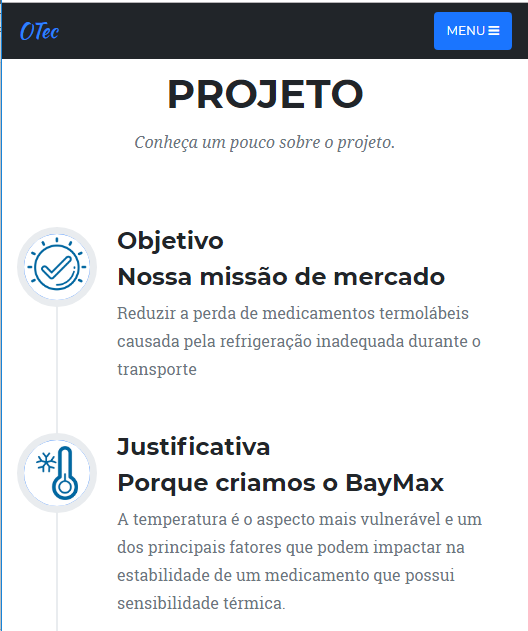 OTec
MENU
PROJETO
Conheça um pouco sobre o projeto.
Objetivo
Nossa missão de mercado
Reduzir a perda de medicamentos termolábeis
causada pela refrigeração inadequada durante o
transporte
Justificativa
Porque criamos o BayMax
A temperatura é o aspecto mais vulnerável e um
dos principais fatores que podem impactar na
estabilidade de um medicamento que possui
sensibilidade térmica.